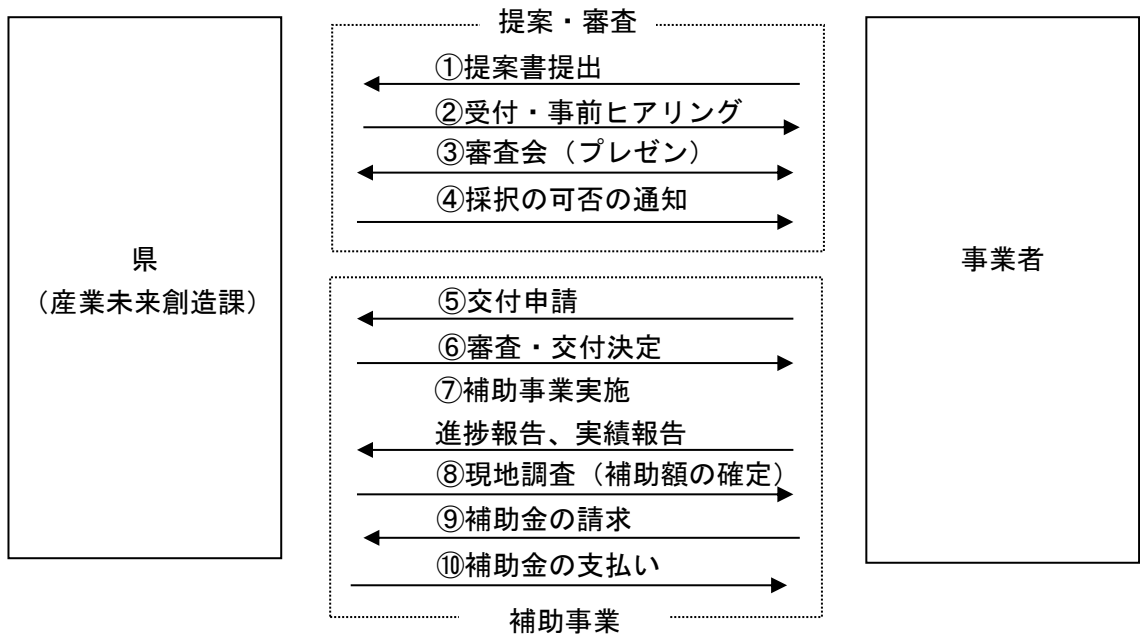 提案・審査
①提案書提出
②受付・事前ヒアリング
③審査会（プレゼン）
④採択の可否の通知
県
（産業未来創造課）
事業者
⑤交付申請
⑥審査・交付決定
⑦補助事業実施
進捗報告、実績報告
⑧現地調査（補助額の確定）
⑨補助金の請求
⑩補助金の支払い
補助事業